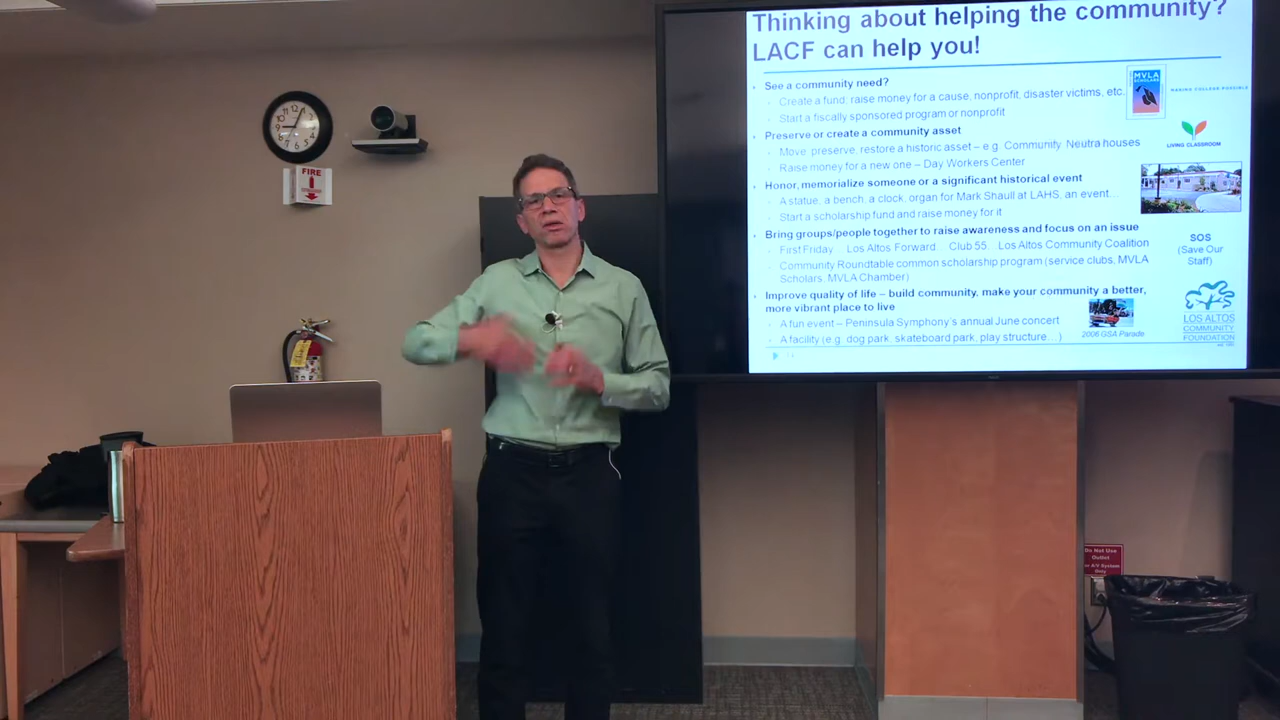 Thinking about helping the community?
LACF can help you!
See a community need?
Create a fund: raise money for a cause, nonprofit, disaster victims, etc.
Start a fiscally sponsored program or nonprofit
Preserve or create a community asset
Move, preserve, restore a historic asset – e.g. Community, Neutra houses
Raise money for a new one – Day Workers Center
Honor, memorialize someone or a significant historical event
A statue, a bench, a clock, organ for Mark Shaull at LAHS, an event…
Start a scholarship fund and raise money for it
Bring groups/people together to raise awareness and focus on an issue
First Friday… Los Altos Forward… Club 55… Los Altos Community Coalition
Community Roundtable common scholarship program (service clubs, MVLA
Scholars, MVLA Chamber)
Improve quality of life – build community, make your community a better,
more vibrant place to live
A fun event – Peninsula Symphony's annual June concert
A facility (e.g. dog park, skateboard park, play structure…)
MVLA
SCHOLARS
MAKING COLLEGE POSSIBLE
LIVING CLASSROOM
SOS
(Save Our
Staff)
2006 GSA Parade
LOS ALTOS
COMMUNITY
FOUNDATION
FIRE
Do Not Use
Outlet
For A/V System
Only